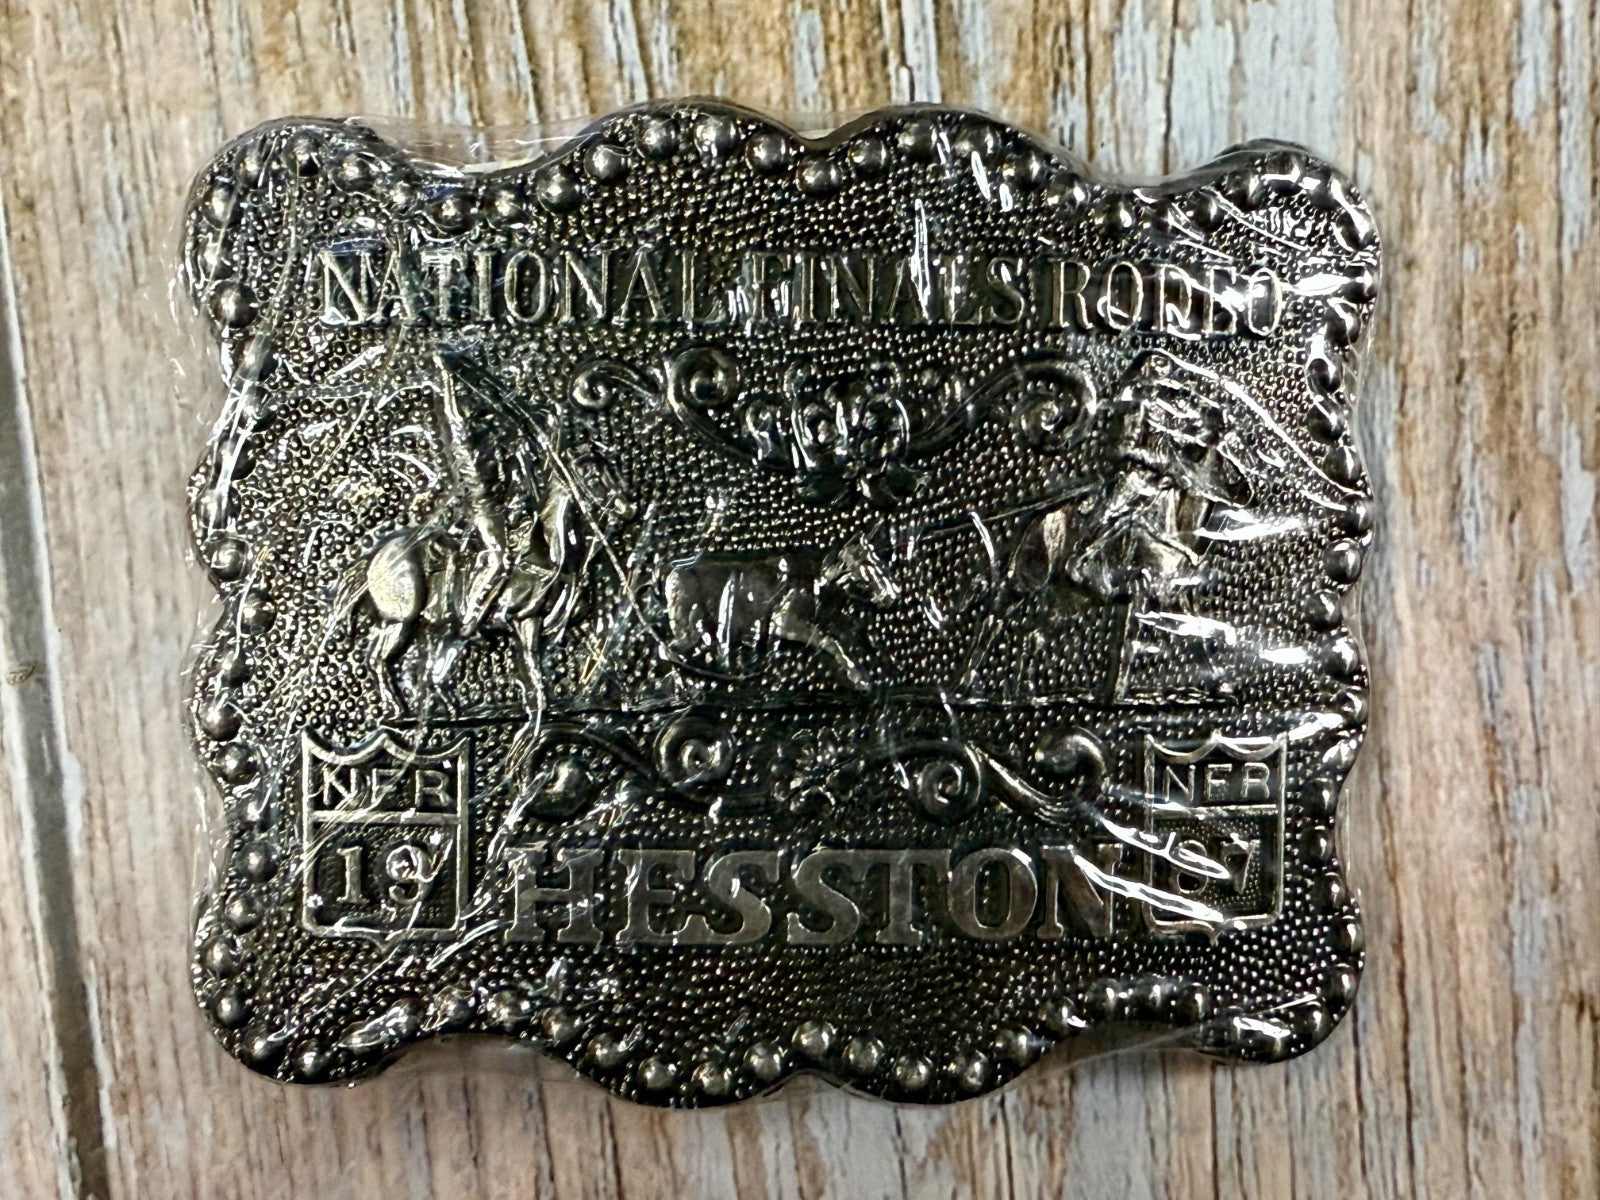 NATIONAL FINALS RODEO
NFR
19
HESSTON
NFR
87